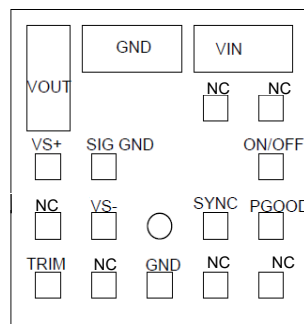 GND VIN
VOUT NC NC
VS+ SIG GND ON/OFF
NC VS- SYNC PGOOD
TRIM NC GND NC NC